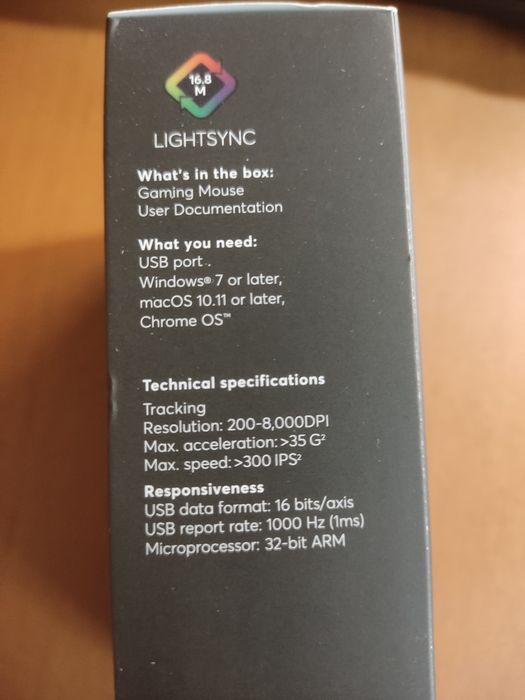 16.8
M
LIGHTSYNC
What's in the box:
Gaming Mouse
User Documentation
What you need:
USB port
Windows® 7 or later,
macOS 10.11 or later,
Chrome OS™
Technical specifications
Tracking
Resolution: 200-8,000DPI
Max. acceleration: >35 G²
Max. speed: >300 IPS²
Responsiveness
USB data format: 16 bits/axis
USB report rate: 1000 Hz (1ms)
Microprocessor: 32-bit ARM